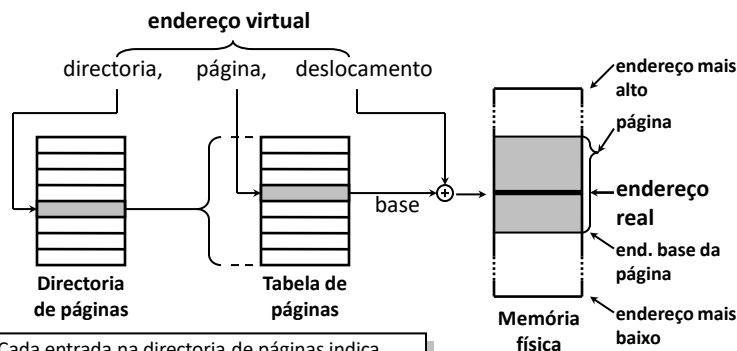 endereço virtual
directoria, página, deslocamento
endereço mais
alto
página
base
endereço
real
end. base da
página
Directoria
de páginas
Tabela de
páginas
Memória
física
endereço mais
baixo
Cada entrada na directoria de páginas indica